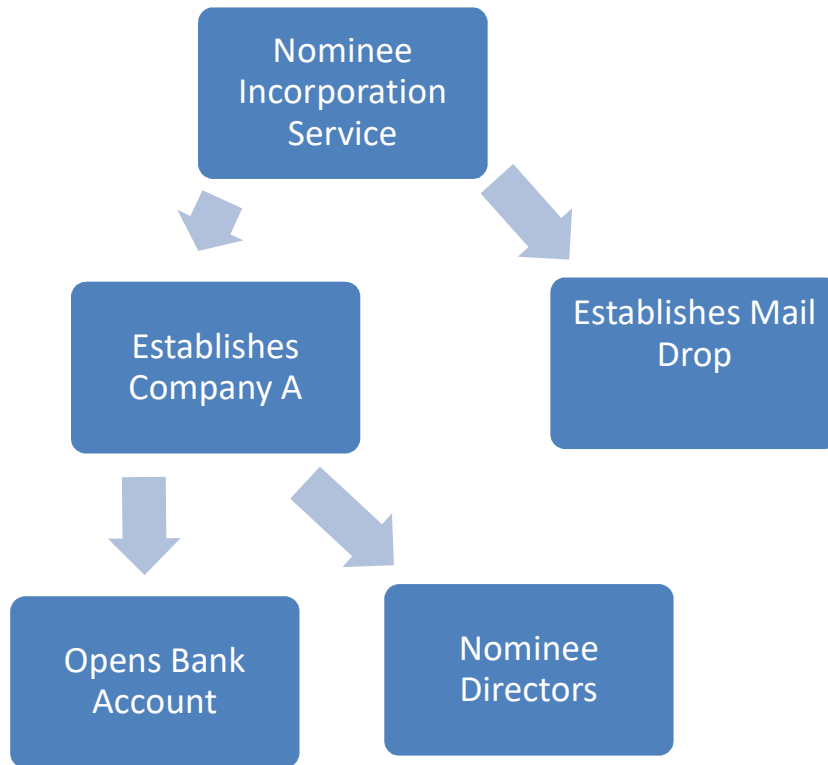 Nominee
Incorporation
Service
Establishes
Company A
Establishes Mail
Drop
Opens Bank
Account
Nominee
Directors